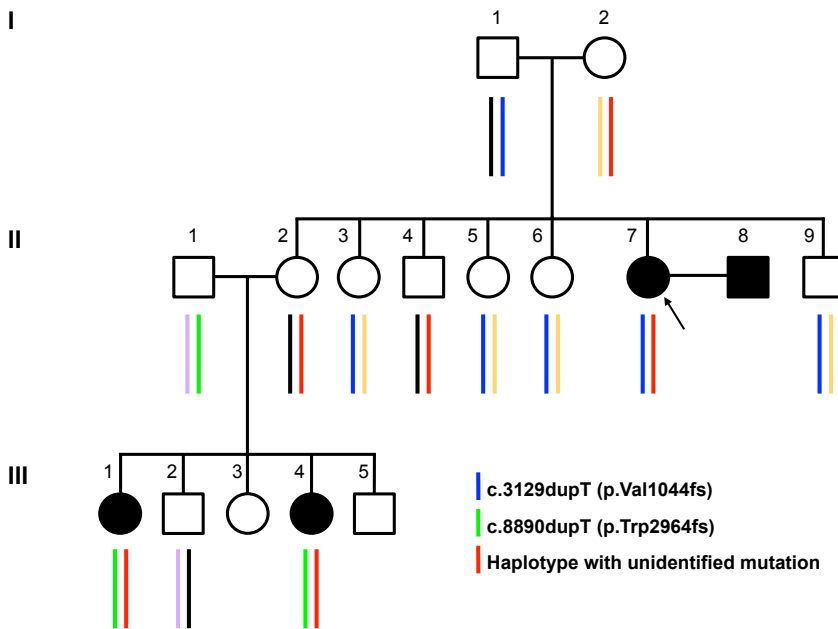 I
1 2
II
1 2 3 4 5 6 7 8 9
III
1 2 3 4 5
c.3129dupT (p.Val1044fs)
c.8890dupT (p.Trp2964fs)
Haplotype with unidentified mutation